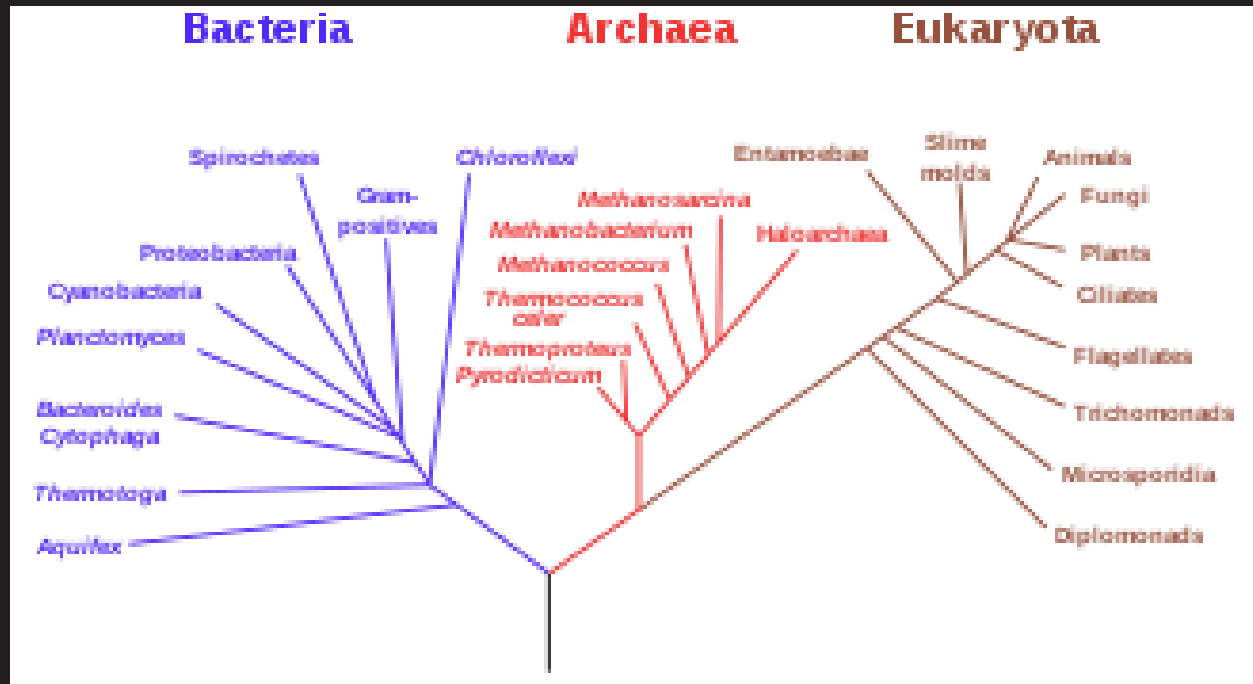 Bacteria
Archaea
Eukaryota
Spirochetes
Chloroflexi
Gram-
positives
Proteobacteria
Cyanobacteria
Planctomyces
Bacteroides
Cytophaga
Thermotoga
Aquifex
Methanosarcina
Methanobacterium
Haloarchaea
Methanococcus
Thermococcus
celer
Thermoproteus
Pyrodicticum
Entamoebae
Slime
molds
Animals
Fungi
Plants
Ciliates
Flagellates
Trichomonads
Microsporidia
Diplomonads